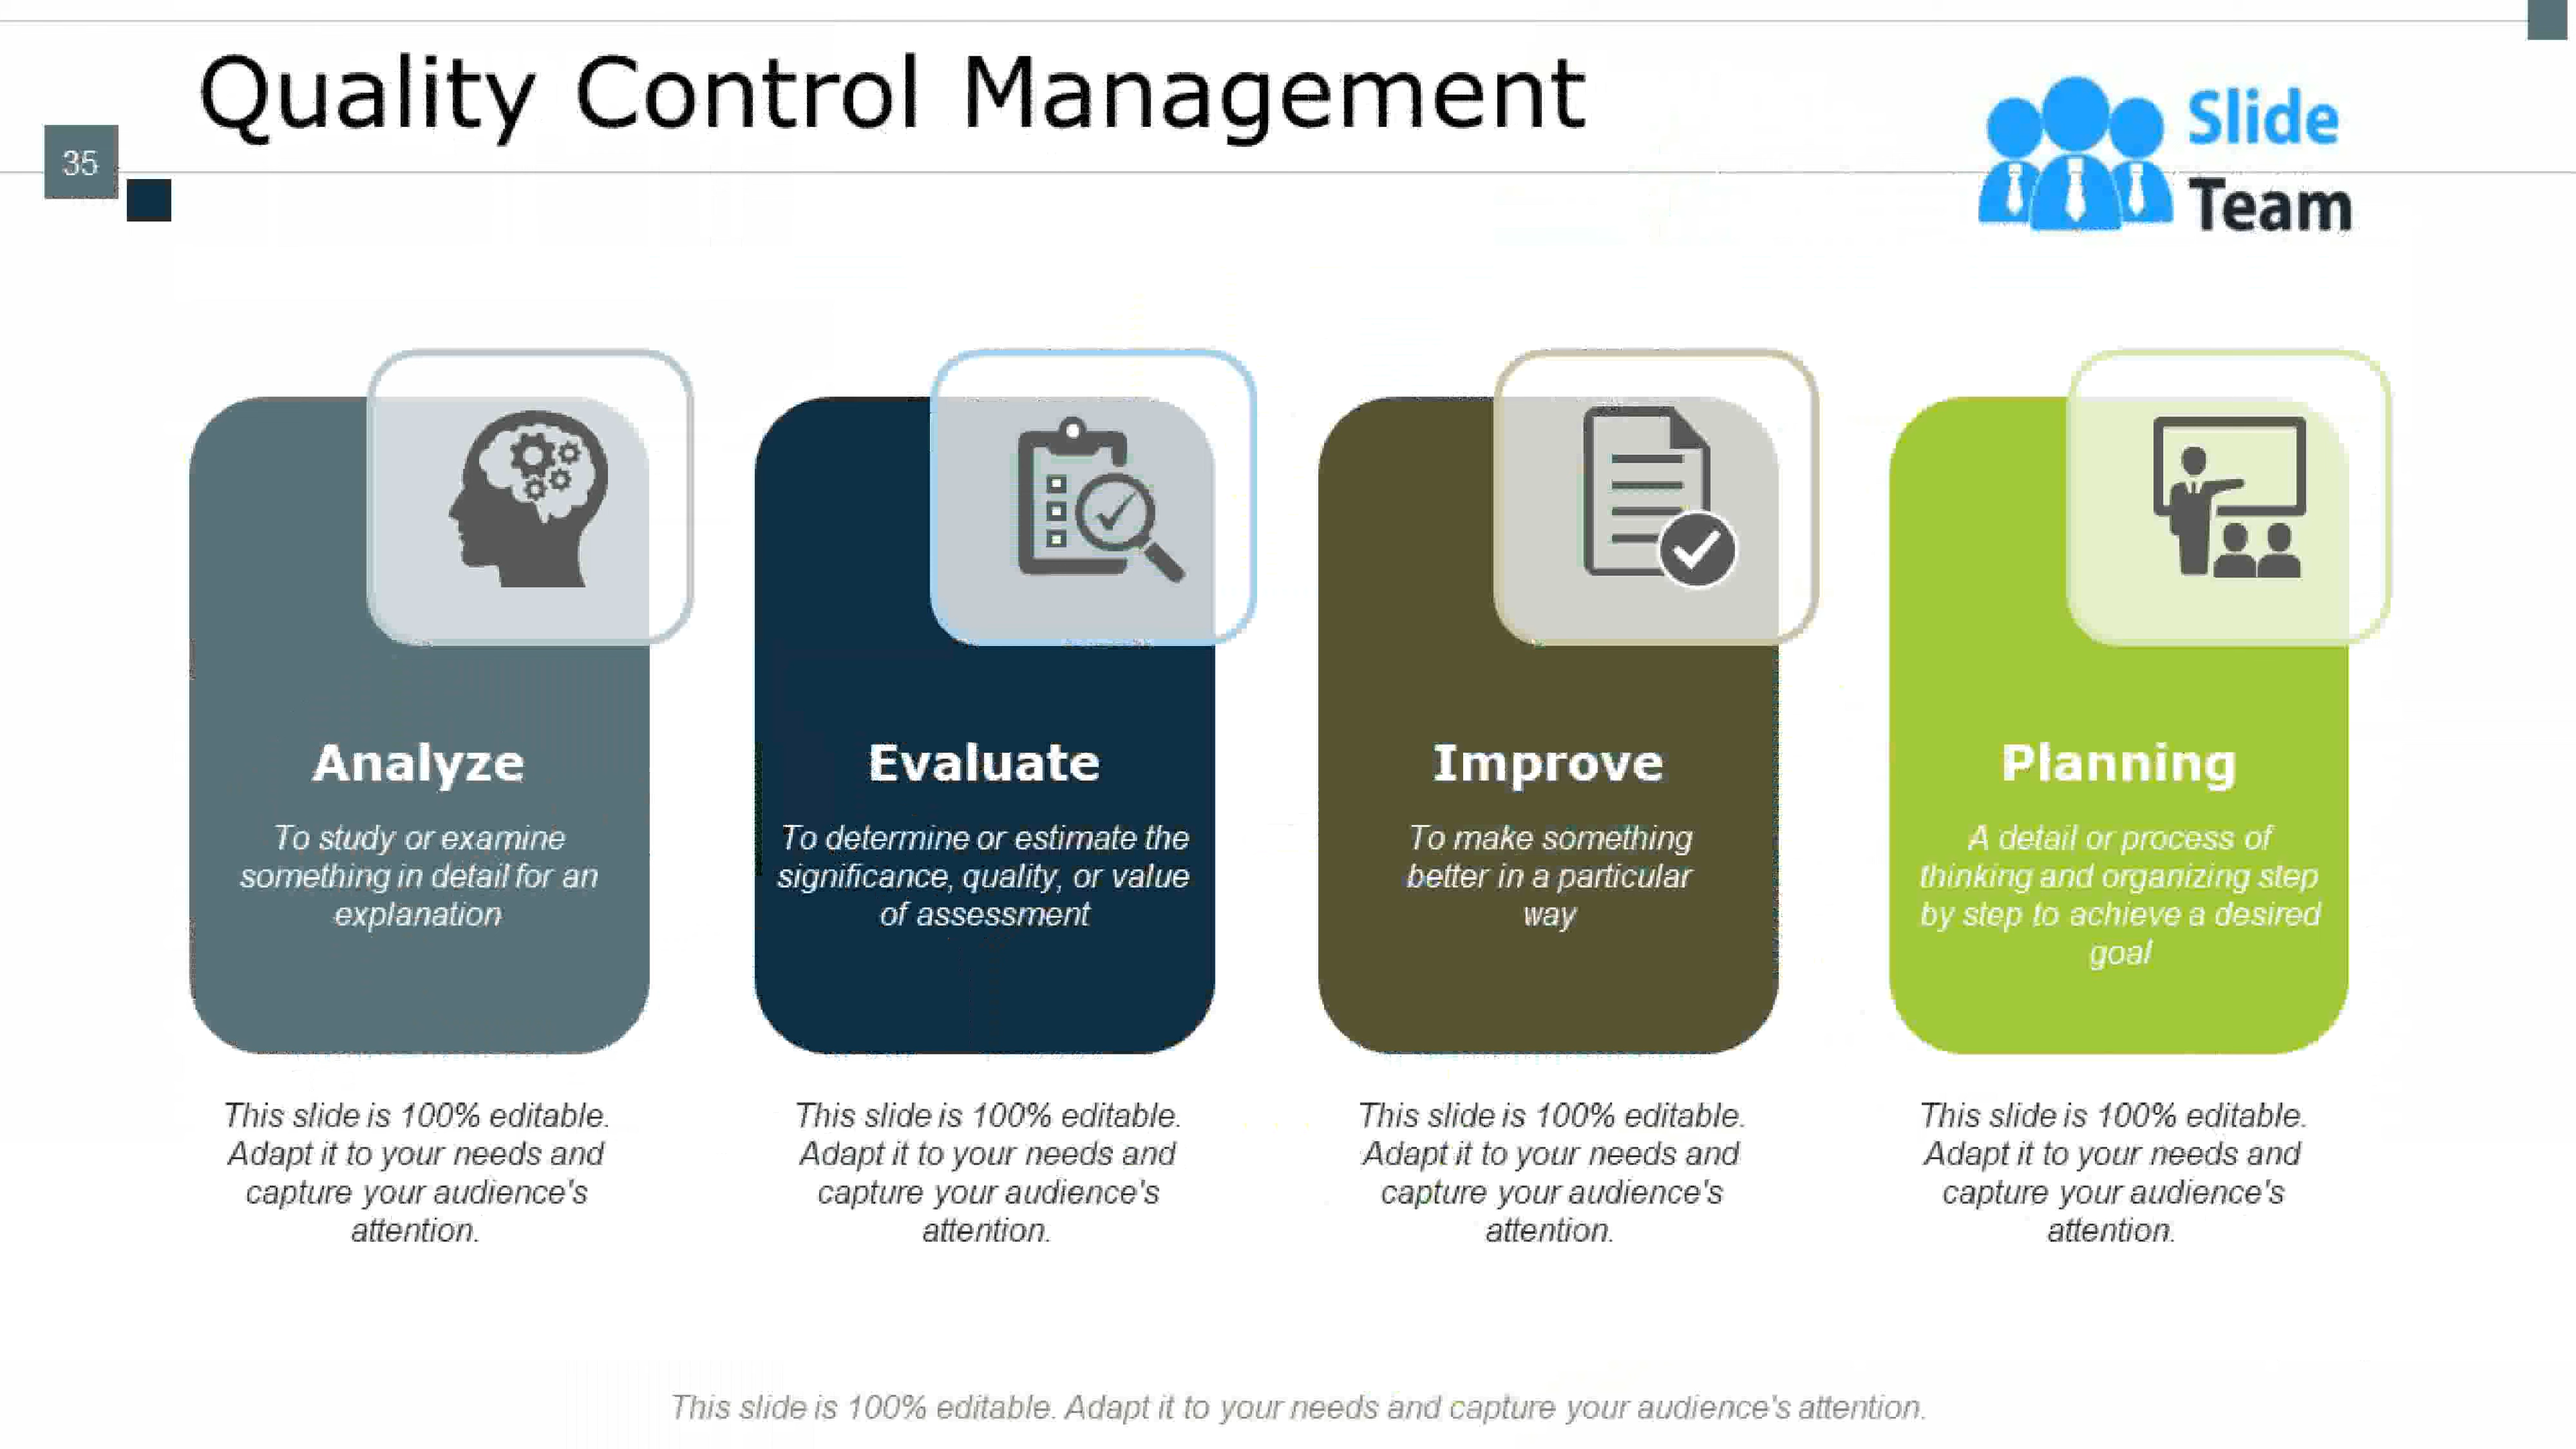 Quality Control Management
Slide
Team
35
Analyze
To study or examine
something in detail for an
explanation
Evaluate
To determine or estimate the
significance, quality, or value
of assessment
Improve
To make something
better in a particular
way
Planning
A detail or process of
thinking and organizing step
by step to achieve a desired
goal
This slide is 100% editable.
Adapt it to your needs and
capture your audience's
attention.
This slide is 100% editable.
Adapt it to your needs and
capture your audience's
attention.
This slide is 100% editable.
Adapt it to your needs and
capture your audience's
attention.
This slide is 100% editable.
Adapt it to your needs and
capture your audience's
attention.
This slide is 100% editable. Adapt it to your needs and capture your audience's attention.